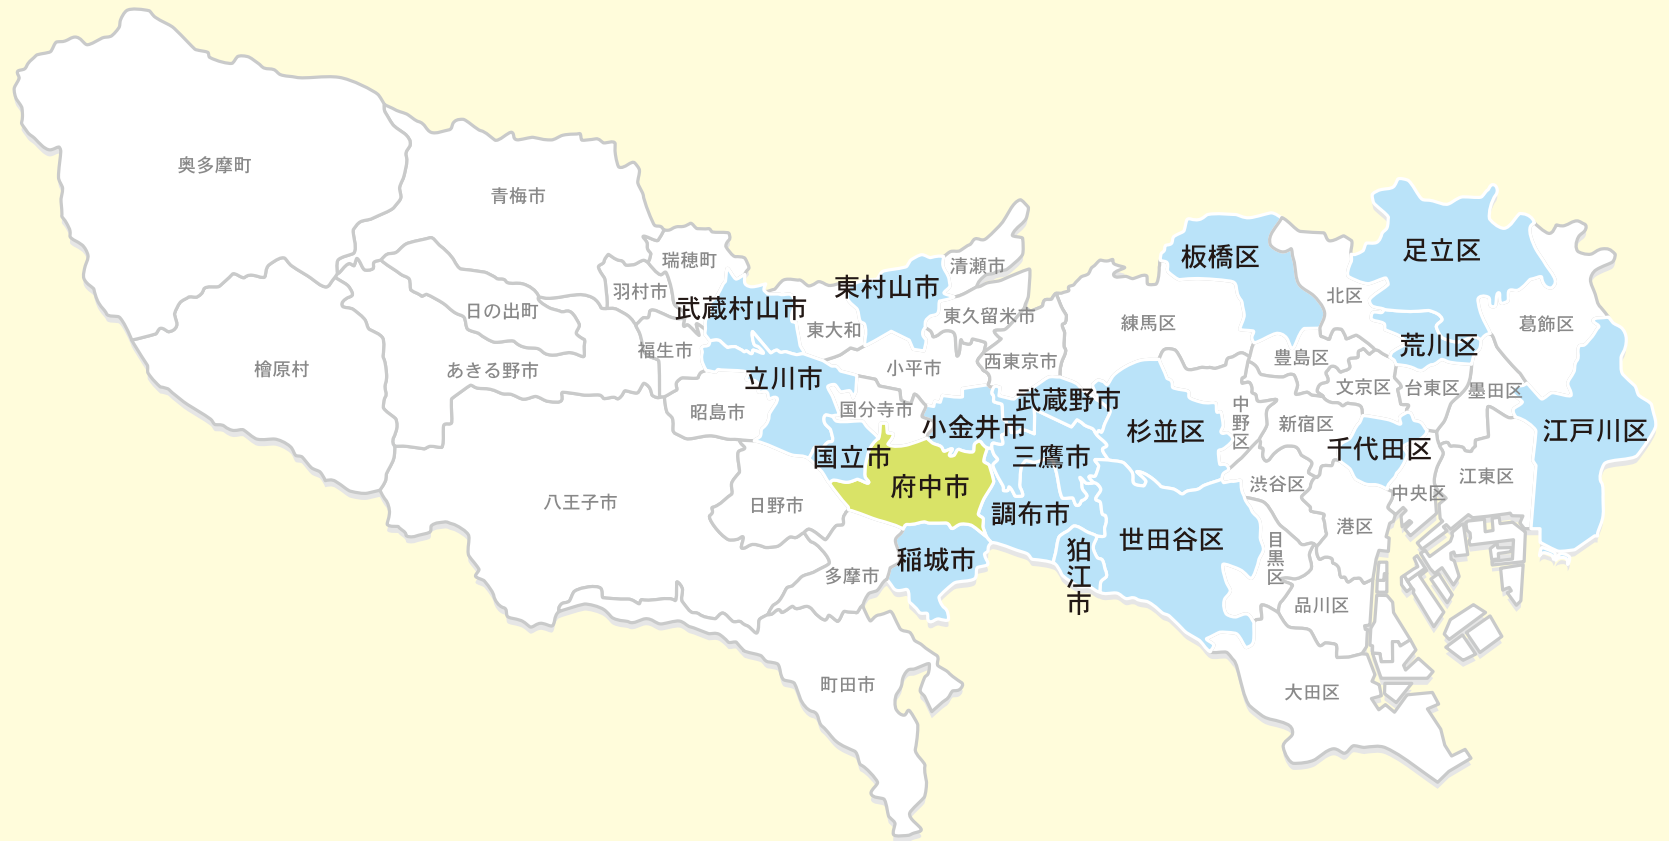 奥多摩町
青梅市
瑞穂町
羽村市
日の出町
檜原村
あきる野市
福生市
武蔵村山市
東大和
東村山市
清瀬市
東久留米市
小平市
西東京市
立川市
昭島市
国分寺市
小金井市
武蔵野市
国立市
府中市
三鷹市
調布市
狛江市
稲城市
日野市
八王子市
多摩市
町田市
練馬区
板橋区
北区
足立区
葛飾区
荒川区
豊島区
文京区
台東区
墨田区
江戸川区
中野区
杉並区
新宿区
千代田区
渋谷区
中央区
江東区
港区
世田谷区
目黒区
品川区
大田区